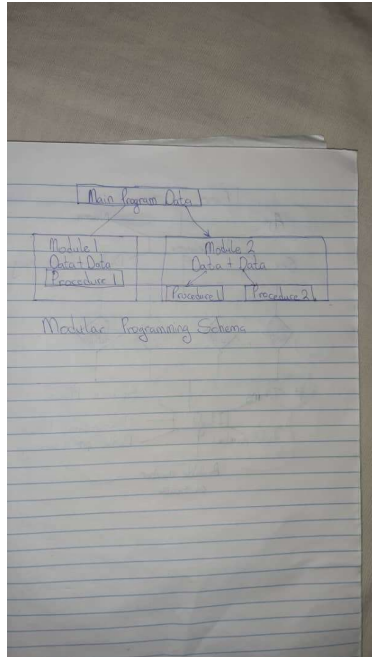 Main Program Data
Module 1
Data + Data
Procedure 1
Module 2
Data + Data
Procedure 1
Procedure 2
Modular Programming Schema